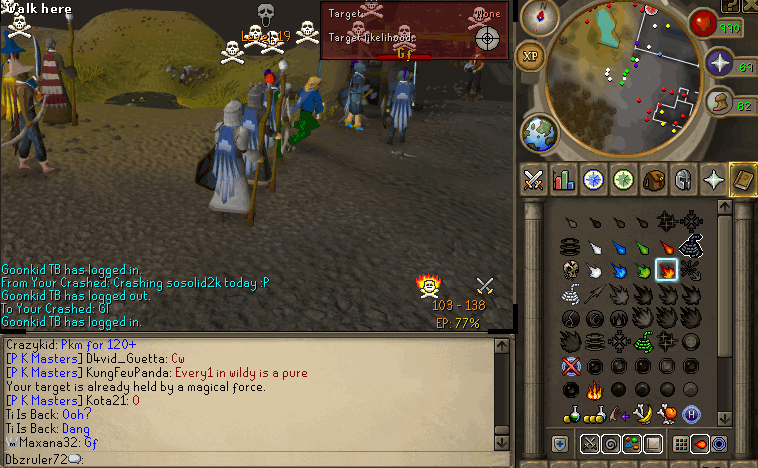 Walk here
Target: None
Level: 19
Target likelihood:
Gf
990
XP
69
82
Goonkid TB has logged in.
From Your Crashed: Crashing sosolid2k today :P
Goonkid TB has logged out.
To Your Crashed: Gl
Goonkid TB has logged in.
103 - 138
EP: 77%
Crazykid: Pkm for 120+
[P K Masters] D4vid_Guetta: Cw
[P K Masters] KungFeuPanda: Every1 in wildy is a pure
Your target is already held by a magical force.
[P K Masters] Kota21: O
Ti Is Back: Ooh?
Ti Is Back: Dang
Maxana32: Gf
Dbzruler72:
H